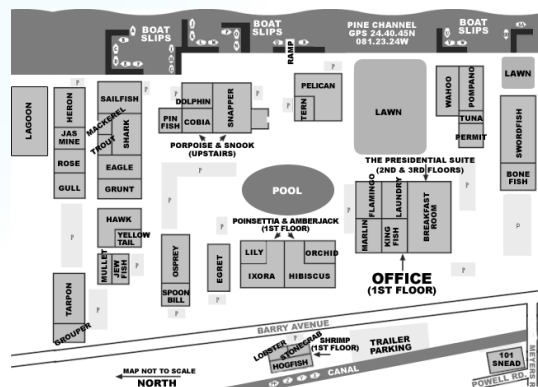 BOAT
SLIPS
BOAT
SLIPS
PINE CHANNEL
GPS 24.40.45N
081.23.24W
BOAT
SLIPS
RAMP
LAGOON
HERON
JAS
MINE
ROSE
GULL
SAILFISH
MACKEREL
TROUT
SHARK
EAGLE
GRUNT
DOLPHIN
PIN
FISH
COBIA
SNAPPER
PORPOISE & SNOOK
(UPSTAIRS)
PELICAN
TERN
LAWN
WAHOO
POMPANO
TUNA
PERMIT
LAWN
SWORDFISH
BONE
FISH
THE PRESIDENTIAL SUITE
(2ND & 3RD FLOORS)
FLAMINGO
LAUNDRY
MARLIN
KING
FISH
BREAKFAST
ROOM
OFFICE
(1ST FLOOR)
POOL
POINSETTIA & AMBERJACK
(1ST FLOOR)
LILY
ORCHID
IXORA
HIBISCUS
EGRET
OSPREY
SPOON
BILL
HAWK
YELLOW
TAIL
MULLET
JEW
FISH
TARPON
GROUPER
P
P
P
P
P
P
P
P
P
P
P
P
BARRY AVENUE
LOBSTER
STONECRAB
HOGFISH
SHRIMP
(1ST FLOOR)
TRAILER
PARKING
CANAL
MAP NOT TO SCALE
NORTH
101
SNEAD
POWELL RD.